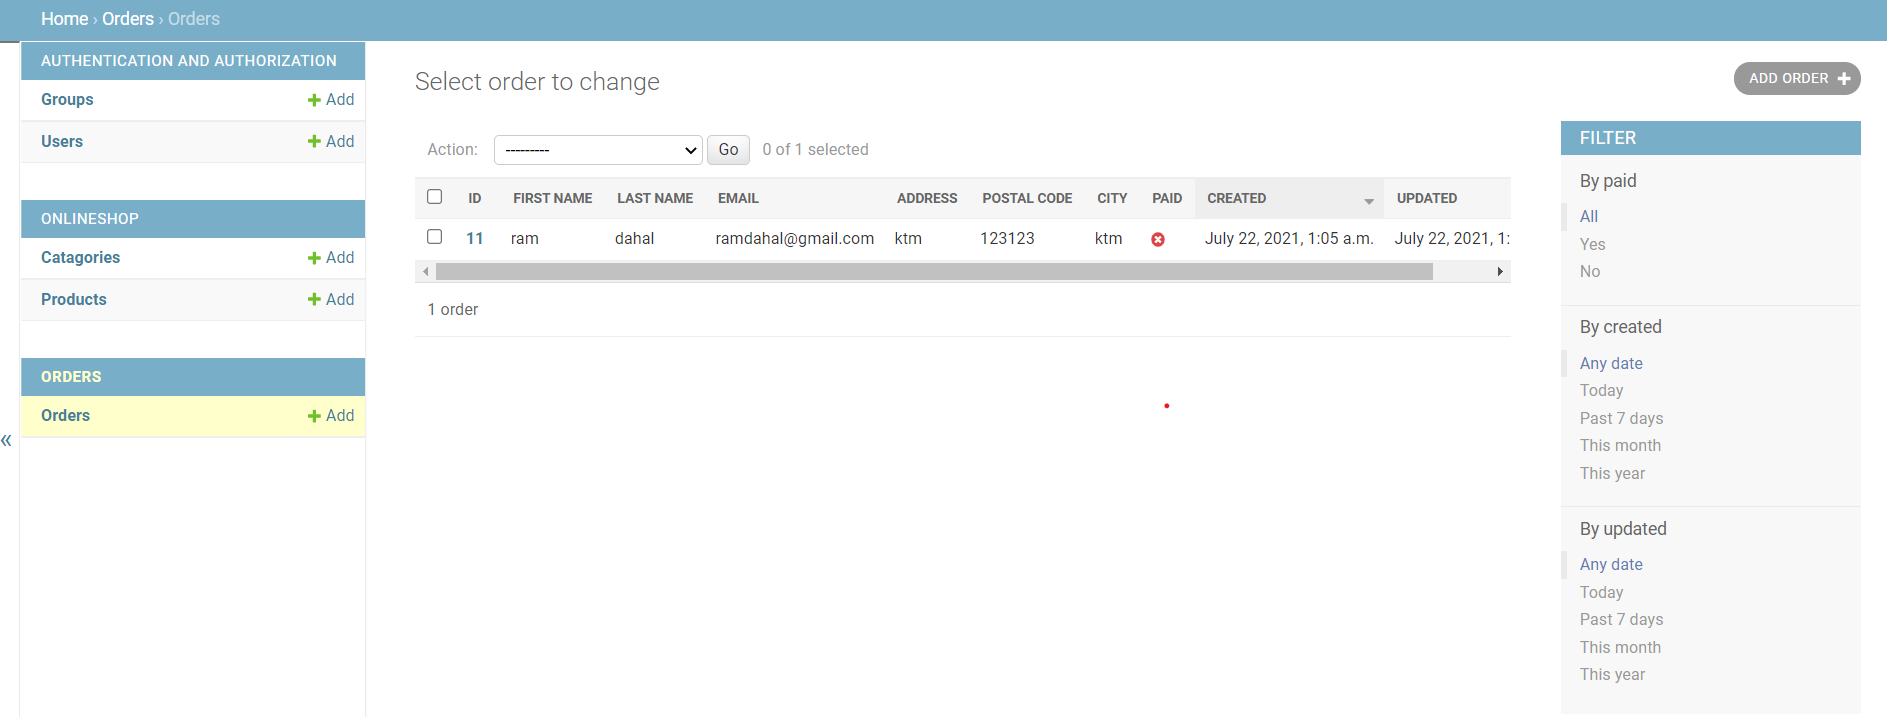 Home › Orders › Orders
AUTHENTICATION AND AUTHORIZATION
Groups + Add
Users + Add
ONLINESHOP
Catagories + Add
Products + Add
ORDERS
Orders + Add
«
Select order to change
ADD ORDER +
Action: --------- Go 0 of 1 selected
ID FIRST NAME LAST NAME EMAIL ADDRESS POSTAL CODE CITY PAID CREATED UPDATED
11 ram dahal ramdahal@gmail.com ktm 123123 ktm July 22, 2021, 1:05 a.m. July 22, 2021, 1:
1 order
FILTER
By paid
All
Yes
No
By created
Any date
Today
Past 7 days
This month
This year
By updated
Any date
Today
Past 7 days
This month
This year